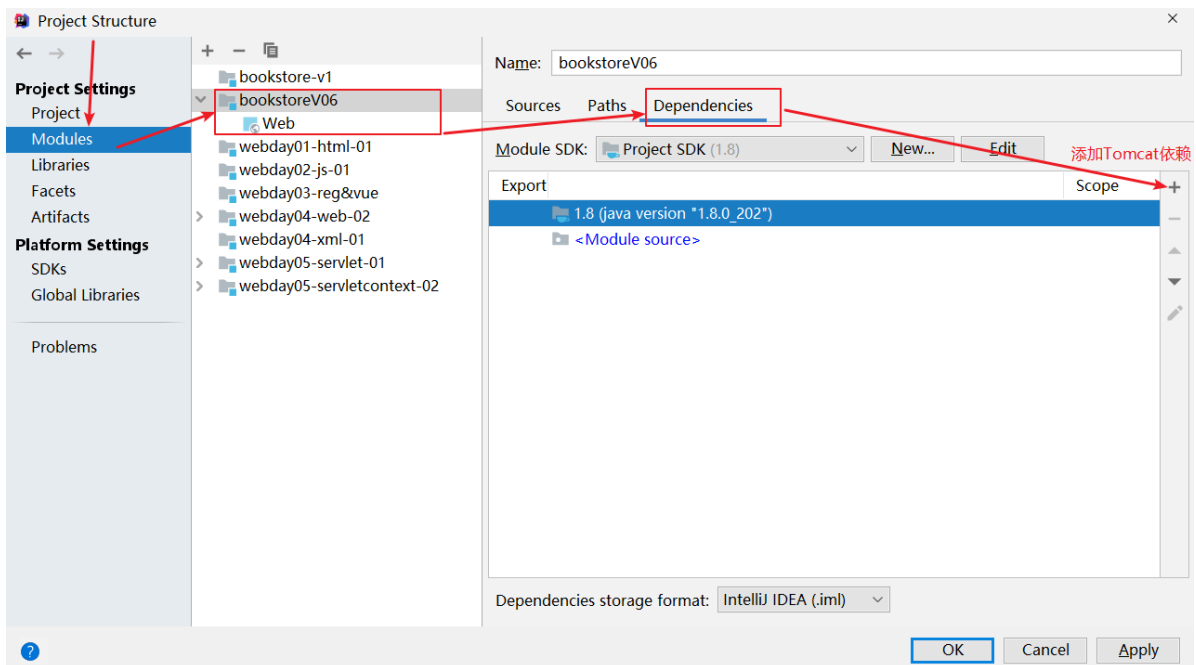 Project Structure
Project Settings
Project
Modules
Libraries
Facets
Artifacts
Platform Settings
SDKs
Global Libraries
Problems
bookstore-v1
bookstoreV06
Web
webday01-html-01
webday02-js-01
webday03-reg&vue
webday04-web-02
webday04-xml-01
webday05-servlet-01
webday05-servletcontext-02
Name: bookstoreV06
Sources Paths Dependencies
Module SDK: Project SDK (1.8) New... Edit
添加Tomcat依赖
Export Scope
1.8 (java version "1.8.0_202")
<Module source>
Dependencies storage format: IntelliJ IDEA (.iml)
? OK Cancel Apply